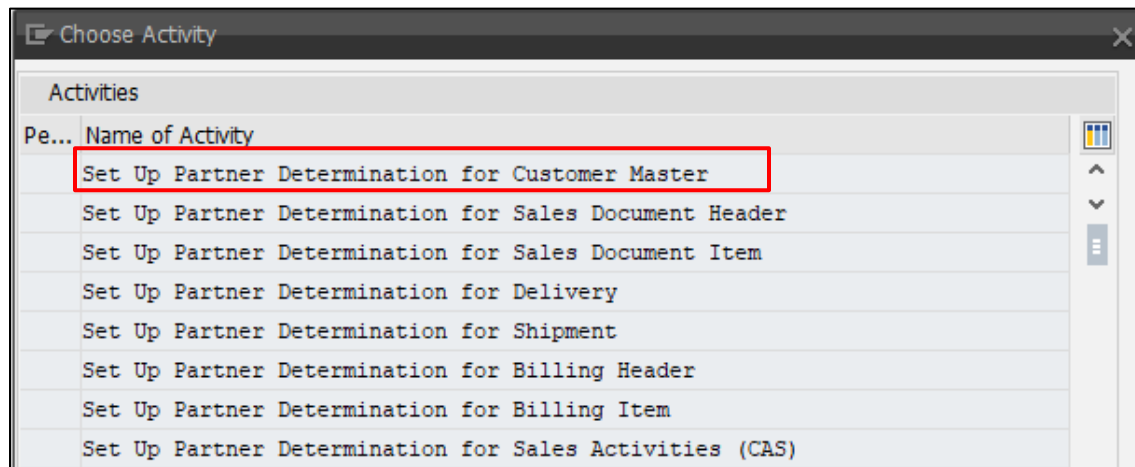 Choose Activity
Activities
Pe... Name of Activity
Set Up Partner Determination for Customer Master
Set Up Partner Determination for Sales Document Header
Set Up Partner Determination for Sales Document Item
Set Up Partner Determination for Delivery
Set Up Partner Determination for Shipment
Set Up Partner Determination for Billing Header
Set Up Partner Determination for Billing Item
Set Up Partner Determination for Sales Activities (CAS)